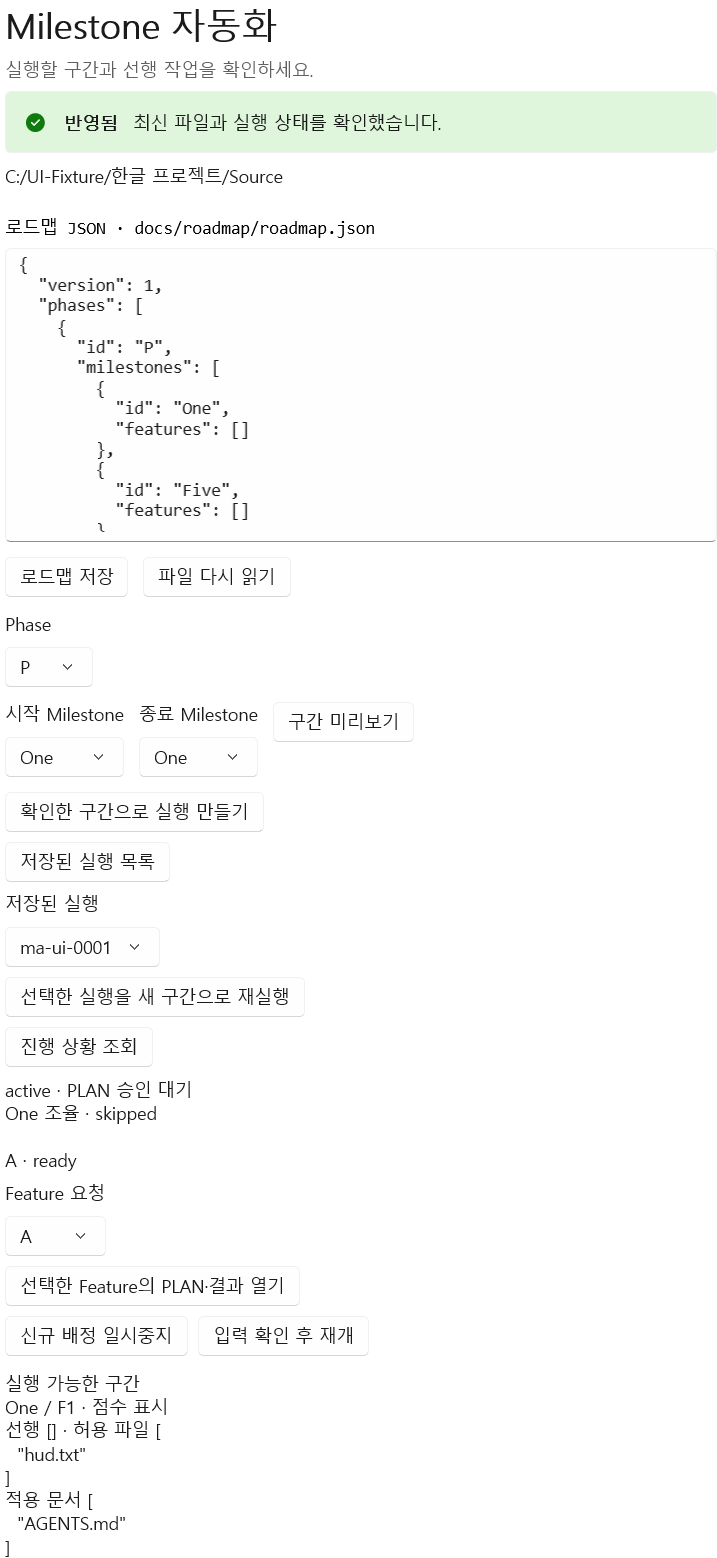 Milestone 자동화
실행할 구간과 선행 작업을 확인하세요.
반영됨 최신 파일과 실행 상태를 확인했습니다.
C:/UI-Fixture/한글 프로젝트/Source
로드맵 JSON · docs/roadmap/roadmap.json
{
  "version": 1,
  "phases": [
    {
      "id": "P",
      "milestones": [
        {
          "id": "One",
          "features": []
        },
        {
          "id": "Five",
          "features": []
        }
로드맵 저장 파일 다시 읽기
Phase
P
시작 Milestone 종료 Milestone 구간 미리보기
One One
확인한 구간으로 실행 만들기
저장된 실행 목록
저장된 실행
ma-ui-0001
선택한 실행을 새 구간으로 재실행
진행 상황 조회
active · PLAN 승인 대기
One 조율 · skipped
A · ready
Feature 요청
A
선택한 Feature의 PLAN·결과 열기
신규 배정 일시중지 입력 확인 후 재개
실행 가능한 구간
One / F1 · 점수 표시
선행 [] · 허용 파일 [
  "hud.txt"
]
적용 문서 [
  "AGENTS.md"
]